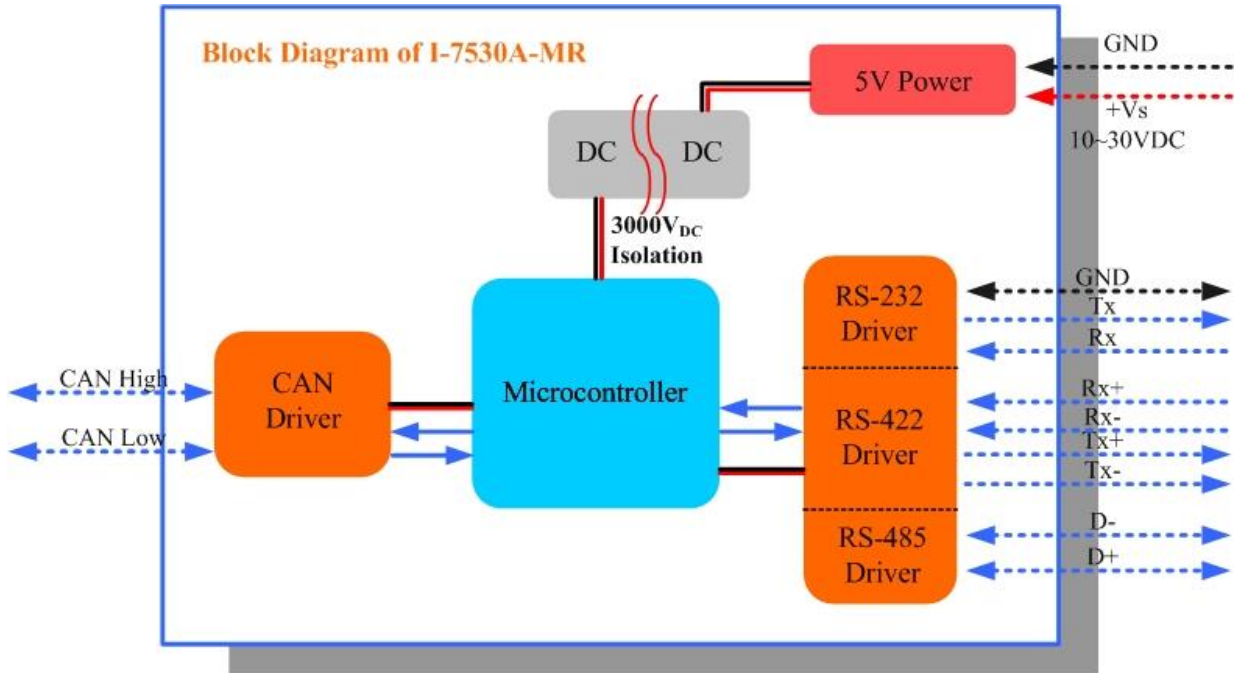 Block Diagram of I-7530A-MR
5V Power
GND
+Vs
10~30VDC
DC
DC
3000VDC
Isolation
CAN High
CAN Low
CAN
Driver
Microcontroller
RS-232
Driver
RS-422
Driver
RS-485
Driver
GND
Tx
Rx
Rx+
Rx-
Tx+
Tx-
D-
D+